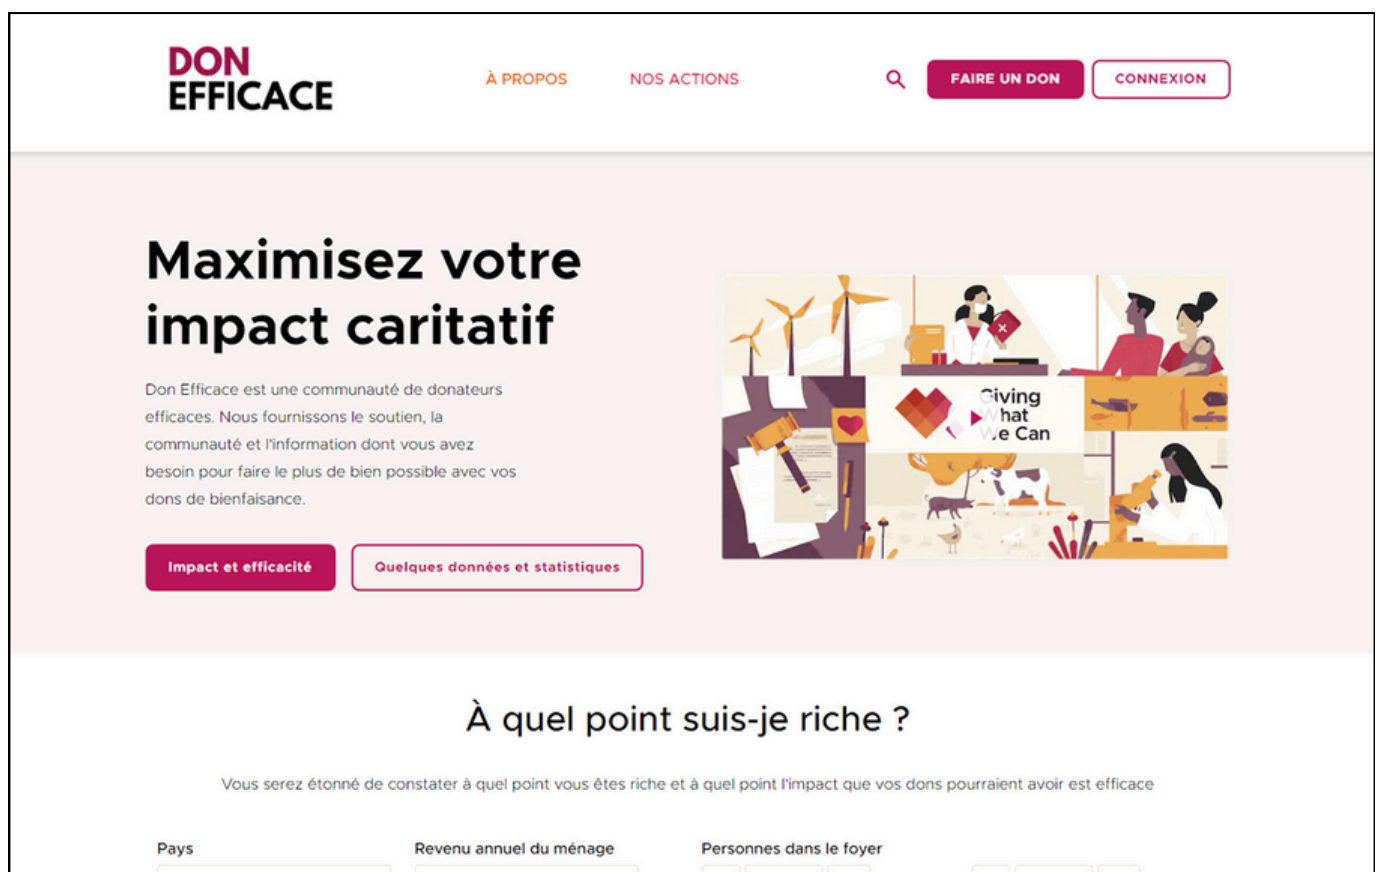 DON
EFFICACE
À PROPOS
NOS ACTIONS
FAIRE UN DON
CONNEXION
Maximisez votre
impact caritatif
Don Efficace est une communauté de donateurs
efficaces. Nous fournissons le soutien, la
communauté et l'information dont vous avez
besoin pour faire le plus de bien possible avec vos
dons de bienfaisance.
Impact et efficacité
Quelques données et statistiques
Giving
What
We Can
À quel point suis-je riche ?
Vous serez étonné de constater à quel point vous êtes riche et à quel point l'impact que vos dons pourraient avoir est efficace
Pays
Revenu annuel du ménage
Personnes dans le foyer